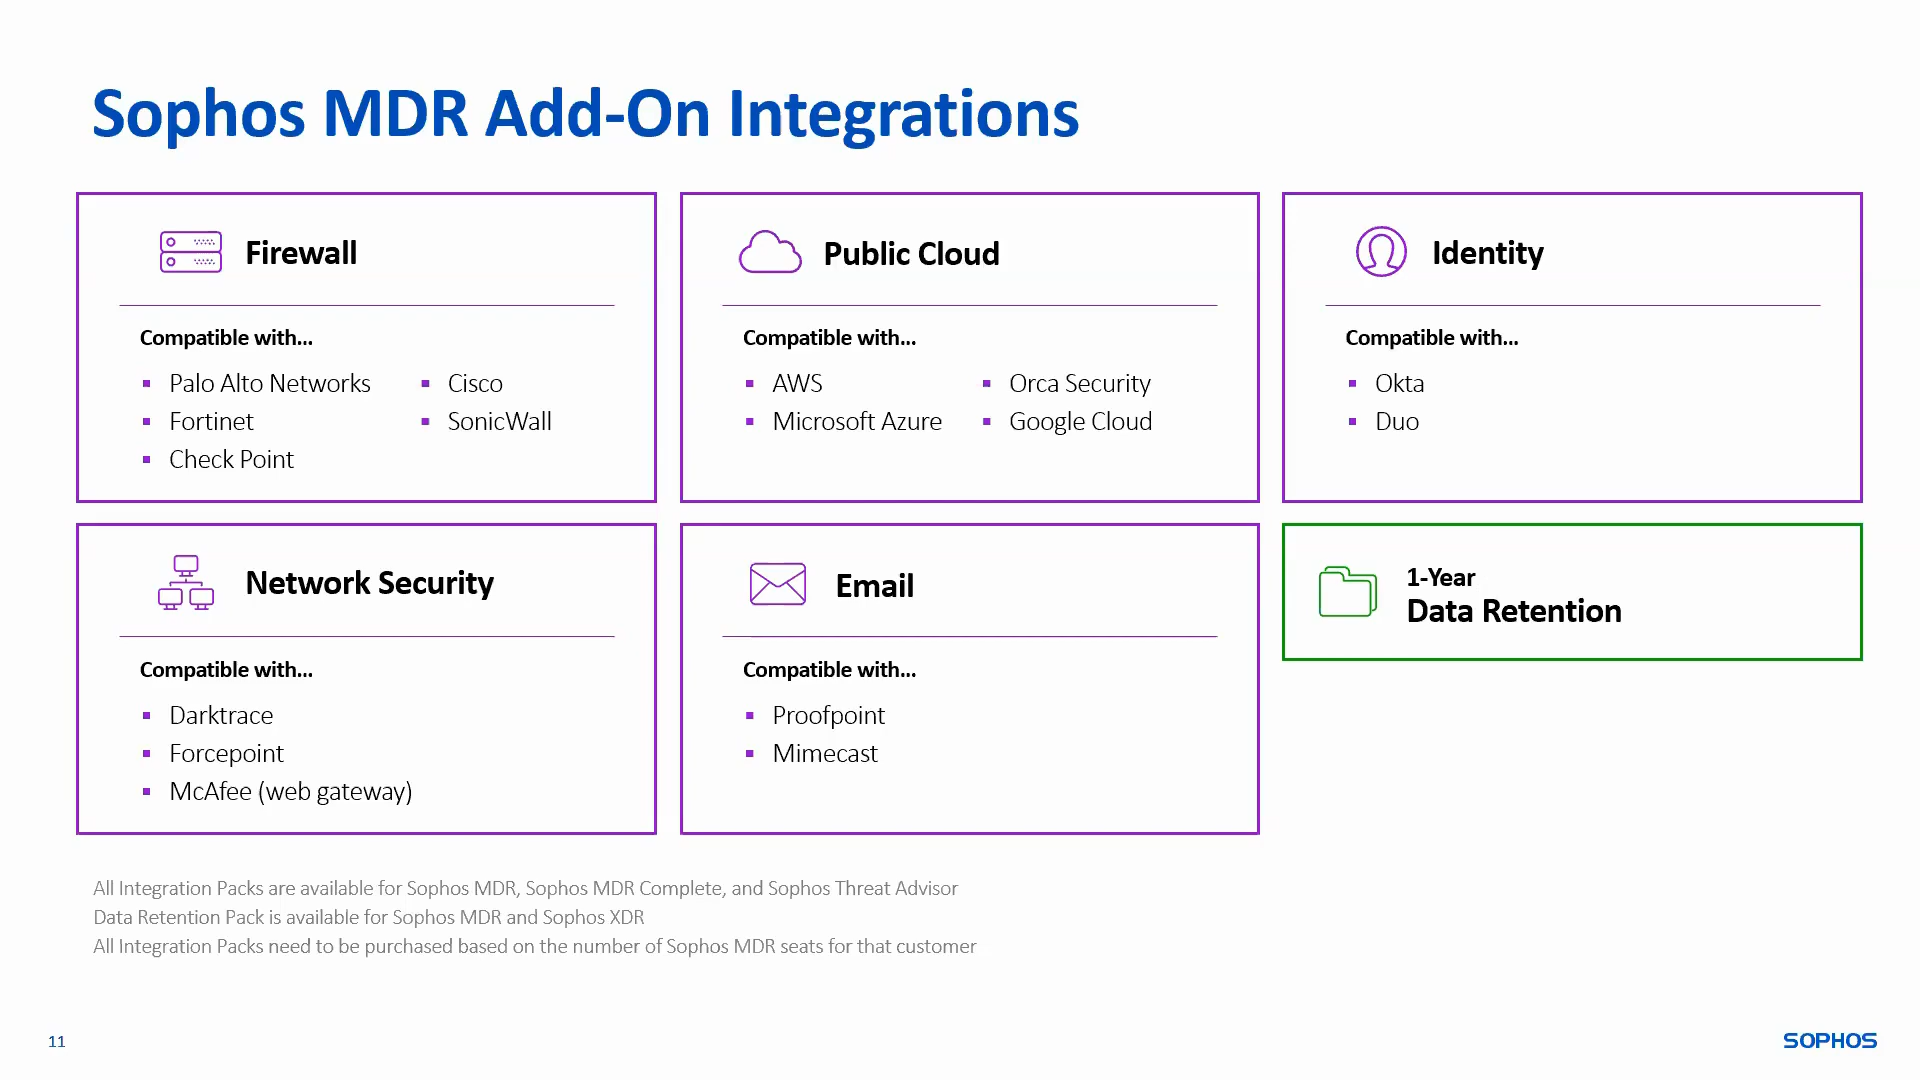 Sophos MDR Add-On Integrations
Firewall
Compatible with...
▪ Palo Alto Networks
▪ Fortinet
▪ Check Point
▪ Cisco
▪ SonicWall
Public Cloud
Compatible with...
▪ AWS
▪ Microsoft Azure
▪ Orca Security
▪ Google Cloud
Identity
Compatible with...
▪ Okta
▪ Duo
Network Security
Compatible with...
▪ Darktrace
▪ Forcepoint
▪ McAfee (web gateway)
Email
Compatible with...
▪ Proofpoint
▪ Mimecast
1-Year
Data Retention
All Integration Packs are available for Sophos MDR, Sophos MDR Complete, and Sophos Threat Advisor
Data Retention Pack is available for Sophos MDR and Sophos XDR
All Integration Packs need to be purchased based on the number of Sophos MDR seats for that customer
11
SOPHOS